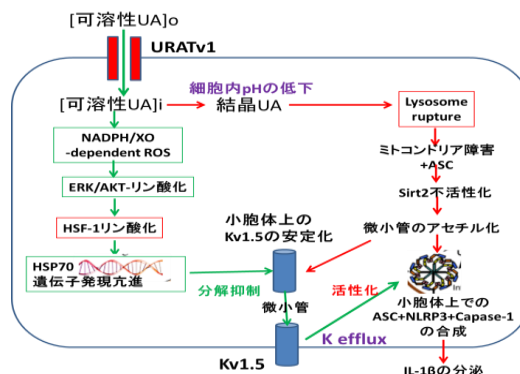 [可溶性UA]o
URATv1
細胞内pHの低下
[可溶性UA]i
結晶UA
Lysosome
rupture
NADPH/XO
-dependent ROS
ミトコンドリア障害
+ASC
ERK/AKT-リン酸化
Sirt2不活性化
HSF-1リン酸化
小胞体上の
Kv1.5の安定化
微小管のアセチル化
HSP70
遺伝子発現亢進
分解抑制
微小管
活性化
小胞体上での
ASC+NLRP3+Capase-1
の合成
K efflux
Kv1.5
IL-1βの分泌